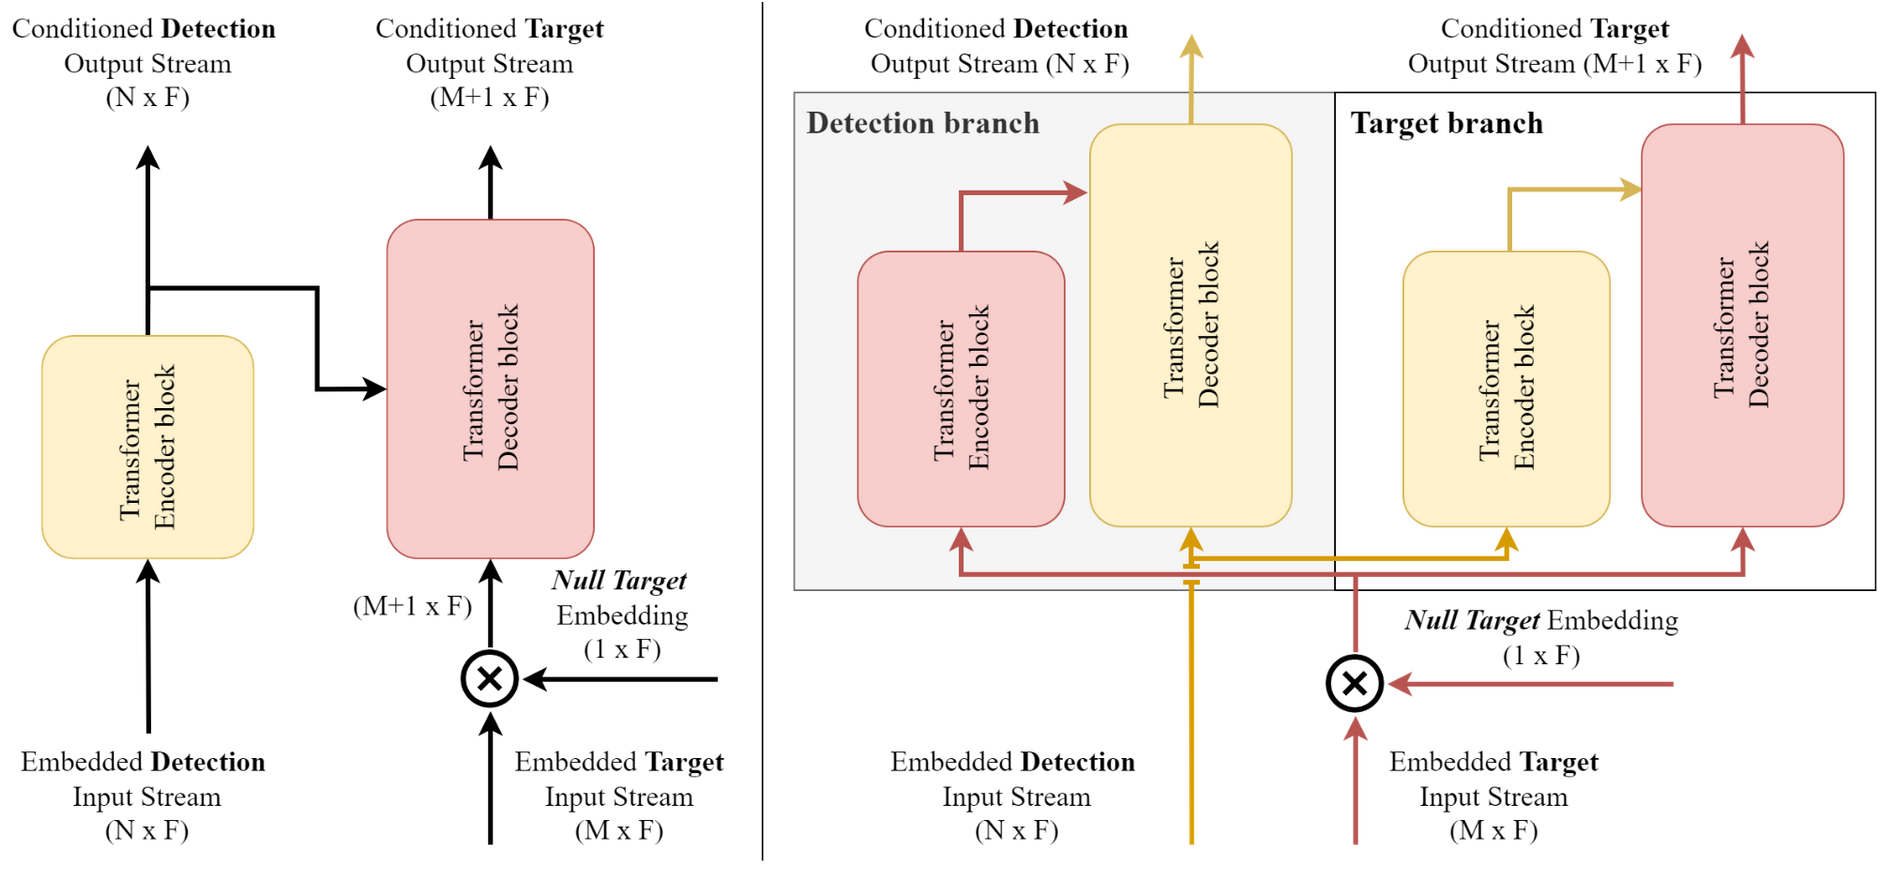 Conditioned Detection
Output Stream
(N x F)
Conditioned Target
Output Stream
(M+1 x F)
Transformer
Encoder block
Transformer
Decoder block
(M+1 x F)
Null Target
Embedding
(1 x F)
Embedded Detection
Input Stream
(N x F)
Embedded Target
Input Stream
(M x F)
Conditioned Detection
Output Stream (N x F)
Conditioned Target
Output Stream (M+1 x F)
Detection branch
Target branch
Transformer
Encoder block
Transformer
Decoder block
Transformer
Encoder block
Transformer
Decoder block
Null Target Embedding
(1 x F)
Embedded Detection
Input Stream
(N x F)
Embedded Target
Input Stream
(M x F)